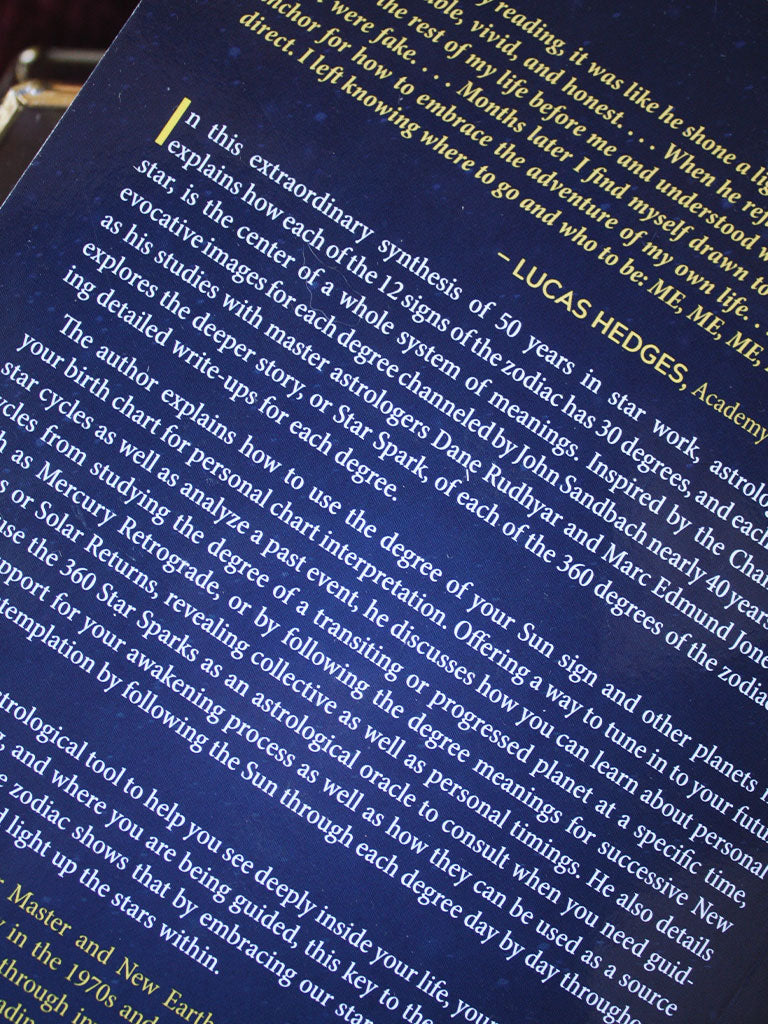 reading, it was like he shone a
vivid, and honest. . . . When he
the rest of my life before me and understood
were fake. . . . Months later I find myself drawn to
anchor for how to embrace the adventure of my own life. . .
direct. I left knowing where to go and who to be: ME, ME, ME,
– LUCAS HEDGES, Academy
In this extraordinary synthesis of 50 years in star work,
explains how each of the 12 signs of the zodiac has 30 degrees, and each
star, is the center of a whole system of meanings. Inspired by the
evocative images for each degree channeled by John Sandbach nearly 40 years
as his studies with master astrologers Dane Rudhyar and Marc Edmund
explores the deeper story, or Star Spark, of each of the 360 degrees of the zodiac
ing detailed write-ups for each degree.
The author explains how to use the degree of your Sun sign and other planets
your birth chart for personal chart interpretation. Offering a way to tune in to your
star cycles as well as analyze a past event, he discusses how you can learn about personal
from studying the degree of a transiting or progressed planet at a specific time,
as Mercury Retrograde, or by following the degree meanings for successive New
or Solar Returns, revealing collective as well as personal timings. He also details
use the 360 Star Sparks as an astrological oracle to consult when you need guid-
for your awakening process as well as how they can be used as a source
by following the Sun through each degree day by day
tool to help you see deeply inside your life, your
and where you are being guided, this key to the
zodiac shows that by embracing our
light up the stars within.
Master and New Earth
in the 1970s and
through